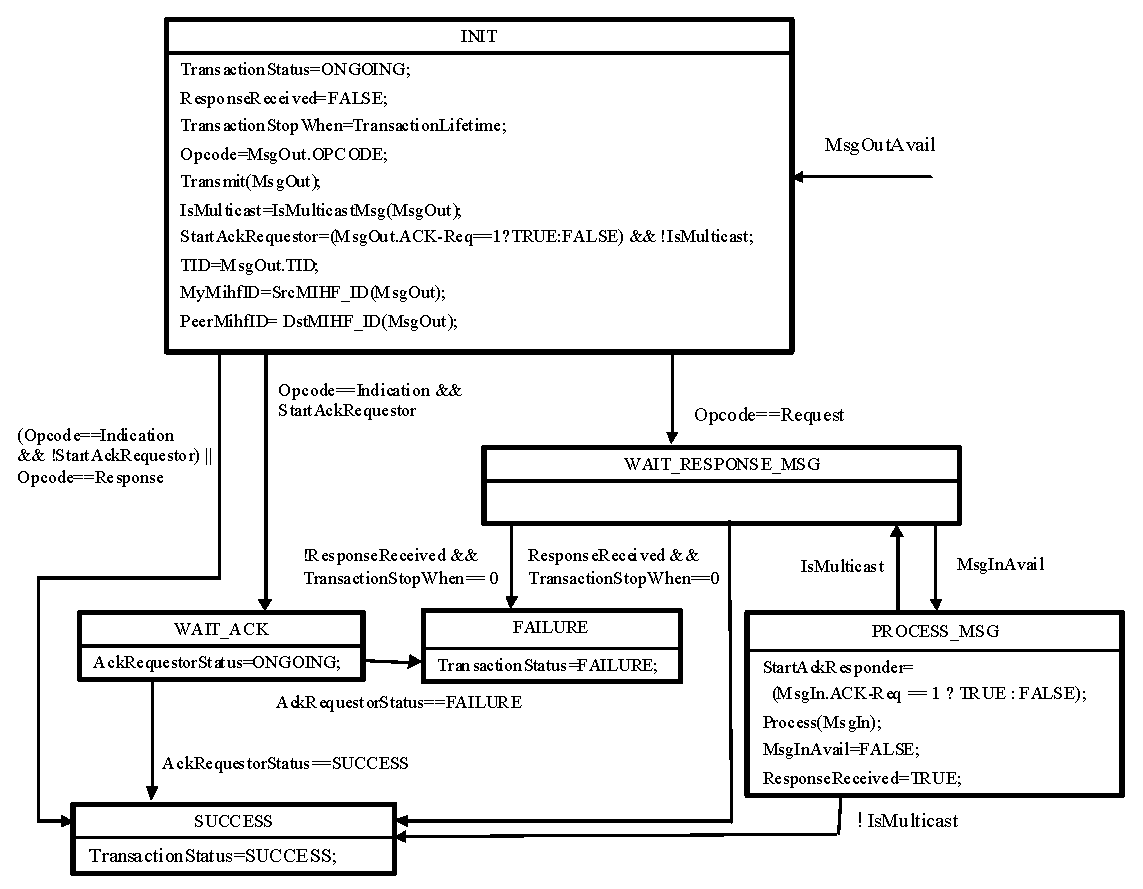 INIT
TransactionStatus=ONGOING;
ResponseReceived=FALSE;
TransactionStopWhen=TransactionLifetime;
Opcode=MsgOut.OPCODE;
Transmit(MsgOut);
IsMulticast=IsMulticastMsg(MsgOut);
StartAckRequestor=(MsgOut.ACK-Req==1?TRUE:FALSE) && !IsMulticast;
TID=MsgOut.TID;
MyMihfID=SrcMIHF_ID(MsgOut);
PeerMihfID= DstMIHF_ID(MsgOut);
MsgOutAvail
Opcode==Indication &&
StartAckRequestor
Opcode==Request
(Opcode==Indication
&& !StartAckRequestor) ||
Opcode==Response
WAIT_RESPONSE_MSG
!ResponseReceived &&
TransactionStopWhen== 0
ResponseReceived &&
TransactionStopWhen==0
IsMulticast
MsgInAvail
WAIT_ACK
AckRequestorStatus=ONGOING;
FAILURE
TransactionStatus=FAILURE;
PROCESS_MSG
StartAckResponder=
(MsgIn.ACK-Req == 1 ? TRUE : FALSE);
Process(MsgIn);
MsgInAvail=FALSE;
ResponseReceived=TRUE;
AckRequestorStatus==FAILURE
AckRequestorStatus==SUCCESS
! IsMulticast
SUCCESS
TransactionStatus=SUCCESS;